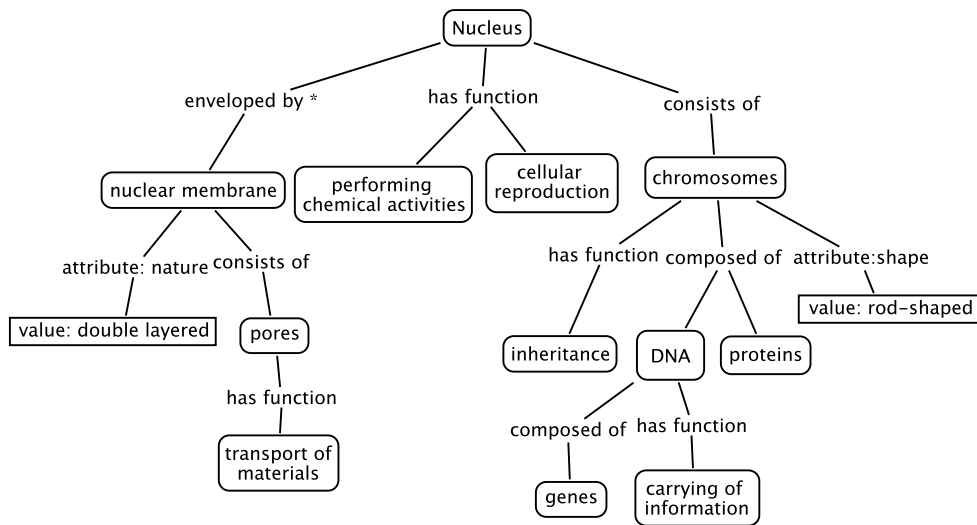 Nucleus
enveloped by *
has function
consists of
nuclear membrane
performing
chemical activities
cellular
reproduction
chromosomes
attribute: nature
consists of
has function
composed of
attribute:shape
value: double layered
pores
value: rod-shaped
inheritance
DNA
proteins
has function
composed of
has function
transport of
materials
genes
carrying of
information